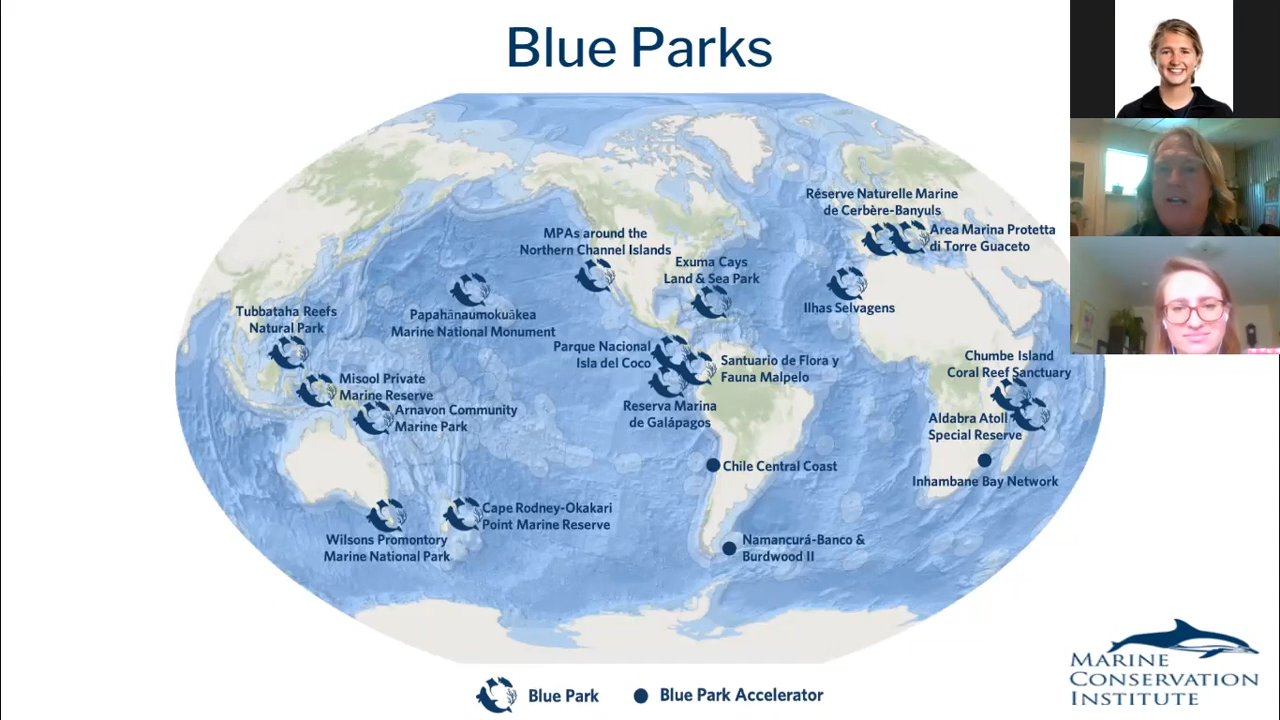 Blue Parks
Réserve Naturelle Marine
de Cerbère-Banyuls
MPAs around the
Northern Channel Islands
Area Marina Protetta
di Torre Guaceto
Exuma Cays
Land & Sea Park
Ilhas Selvagens
Tubbataha Reefs
Natural Park
Papahānaumokuākea
Marine National Monument
Parque Nacional
Isla del Coco
Santuario de Flora y
Fauna Malpelo
Chumbe Island
Coral Reef Sanctuary
Misool Private
Marine Reserve
Arnavon Community
Marine Park
Reserva Marina
de Galápagos
Aldabra Atoll
Special Reserve
Chile Central Coast
Inhambane Bay Network
Cape Rodney-Okakari
Point Marine Reserve
Wilsons Promontory
Marine National Park
Namancurá-Banco &
Burdwood II
Blue Park
Blue Park Accelerator
MARINE
CONSERVATION
INSTITUTE